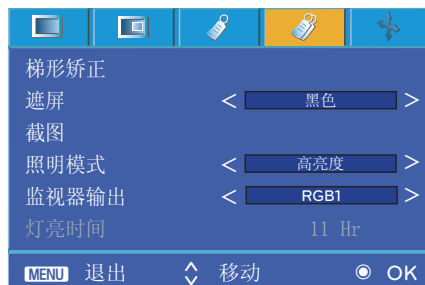 梯形矫正
遮屏 < 黑色 >
截图
照明模式 < 高亮度 >
监视器输出 < RGB1 >
灯亮时间 11 Hr
MENU 退出 移动 OK